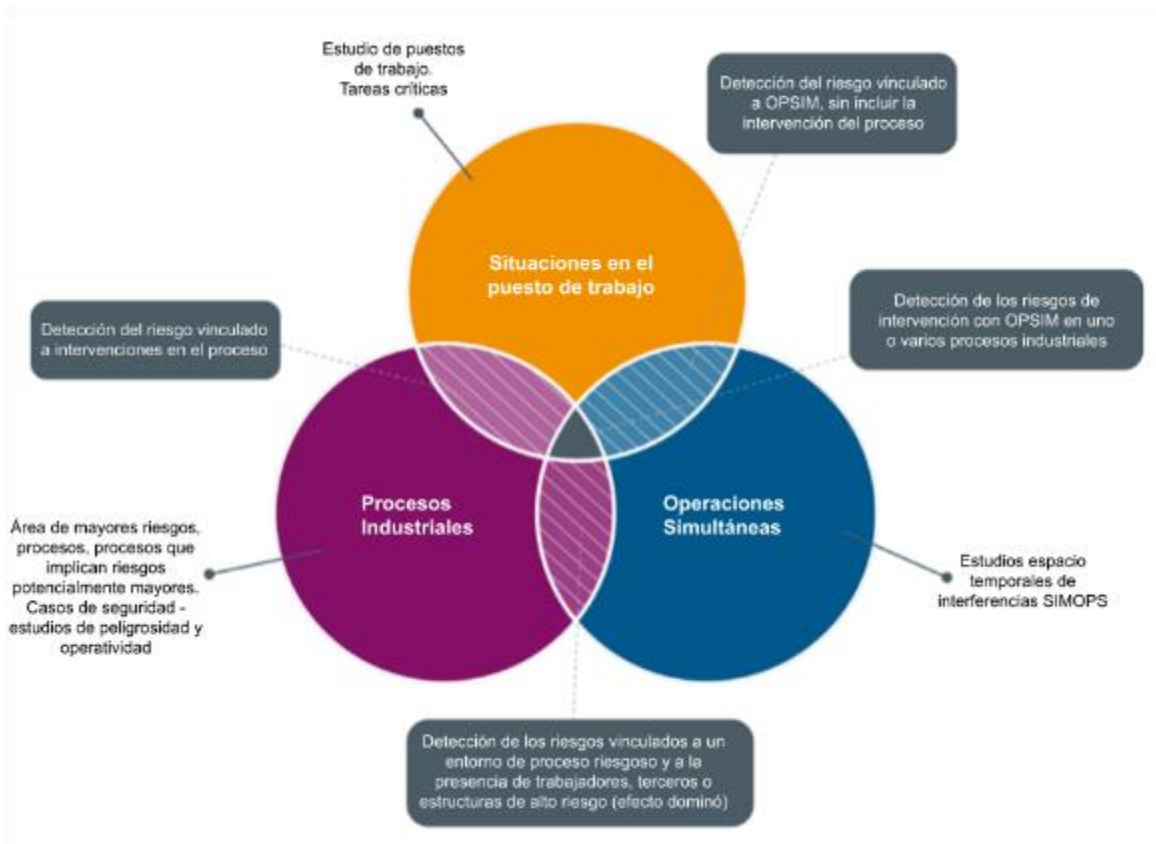 Estudio de puestos
de trabajo.
Tareas críticas
Detección del riesgo vinculado
a OPSIM, sin incluir la
intervención del proceso
Situaciones en el
puesto de trabajo
Detección del riesgo vinculado
a intervenciones en el proceso
Detección de los riesgos de
intervención con OPSIM en uno
o varios procesos industriales
Procesos
Industriales
Operaciones
Simultáneas
Área de mayores riesgos,
procesos, procesos que
implican riesgos
potencialmente mayores.
Casos de seguridad -
estudios de peligrosidad y
operatividad
Estudios espacio
temporales de
interferencias SIMOPS
Detección de los riesgos vinculados a un
entorno de proceso riesgoso y a la
presencia de trabajadores, terceros o
estructuras de alto riesgo (efecto dominó)